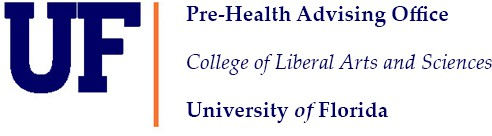 UF
Pre-Health Advising Office
College of Liberal Arts and Sciences
University of Florida